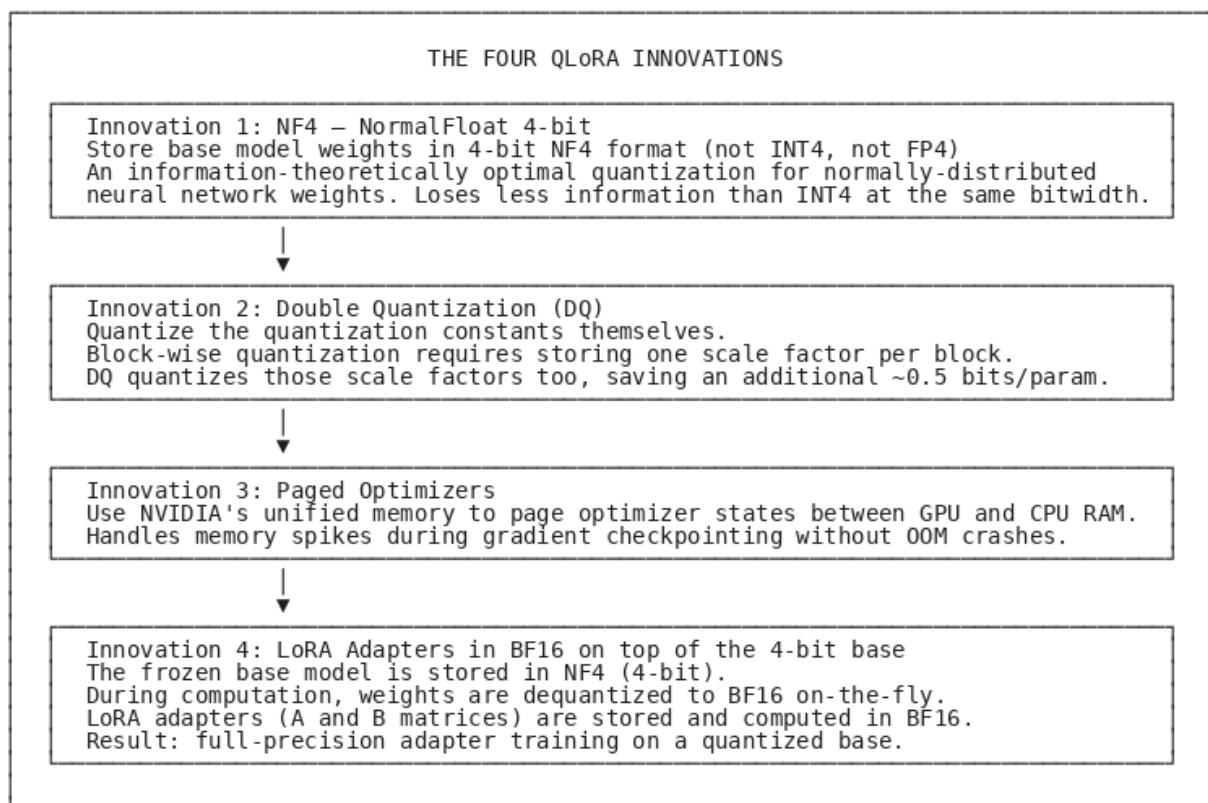 THE FOUR QLoRA INNOVATIONS
Innovation 1: NF4 — NormalFloat 4-bit
Store base model weights in 4-bit NF4 format (not INT4, not FP4)
An information-theoretically optimal quantization for normally-distributed
neural network weights. Loses less information than INT4 at the same bitwidth.
Innovation 2: Double Quantization (DQ)
Quantize the quantization constants themselves.
Block-wise quantization requires storing one scale factor per block.
DQ quantizes those scale factors too, saving an additional ~0.5 bits/param.
Innovation 3: Paged Optimizers
Use NVIDIA's unified memory to page optimizer states between GPU and CPU RAM.
Handles memory spikes during gradient checkpointing without OOM crashes.
Innovation 4: LoRA Adapters in BF16 on top of the 4-bit base
The frozen base model is stored in NF4 (4-bit).
During computation, weights are dequantized to BF16 on-the-fly.
LoRA adapters (A and B matrices) are stored and computed in BF16.
Result: full-precision adapter training on a quantized base.